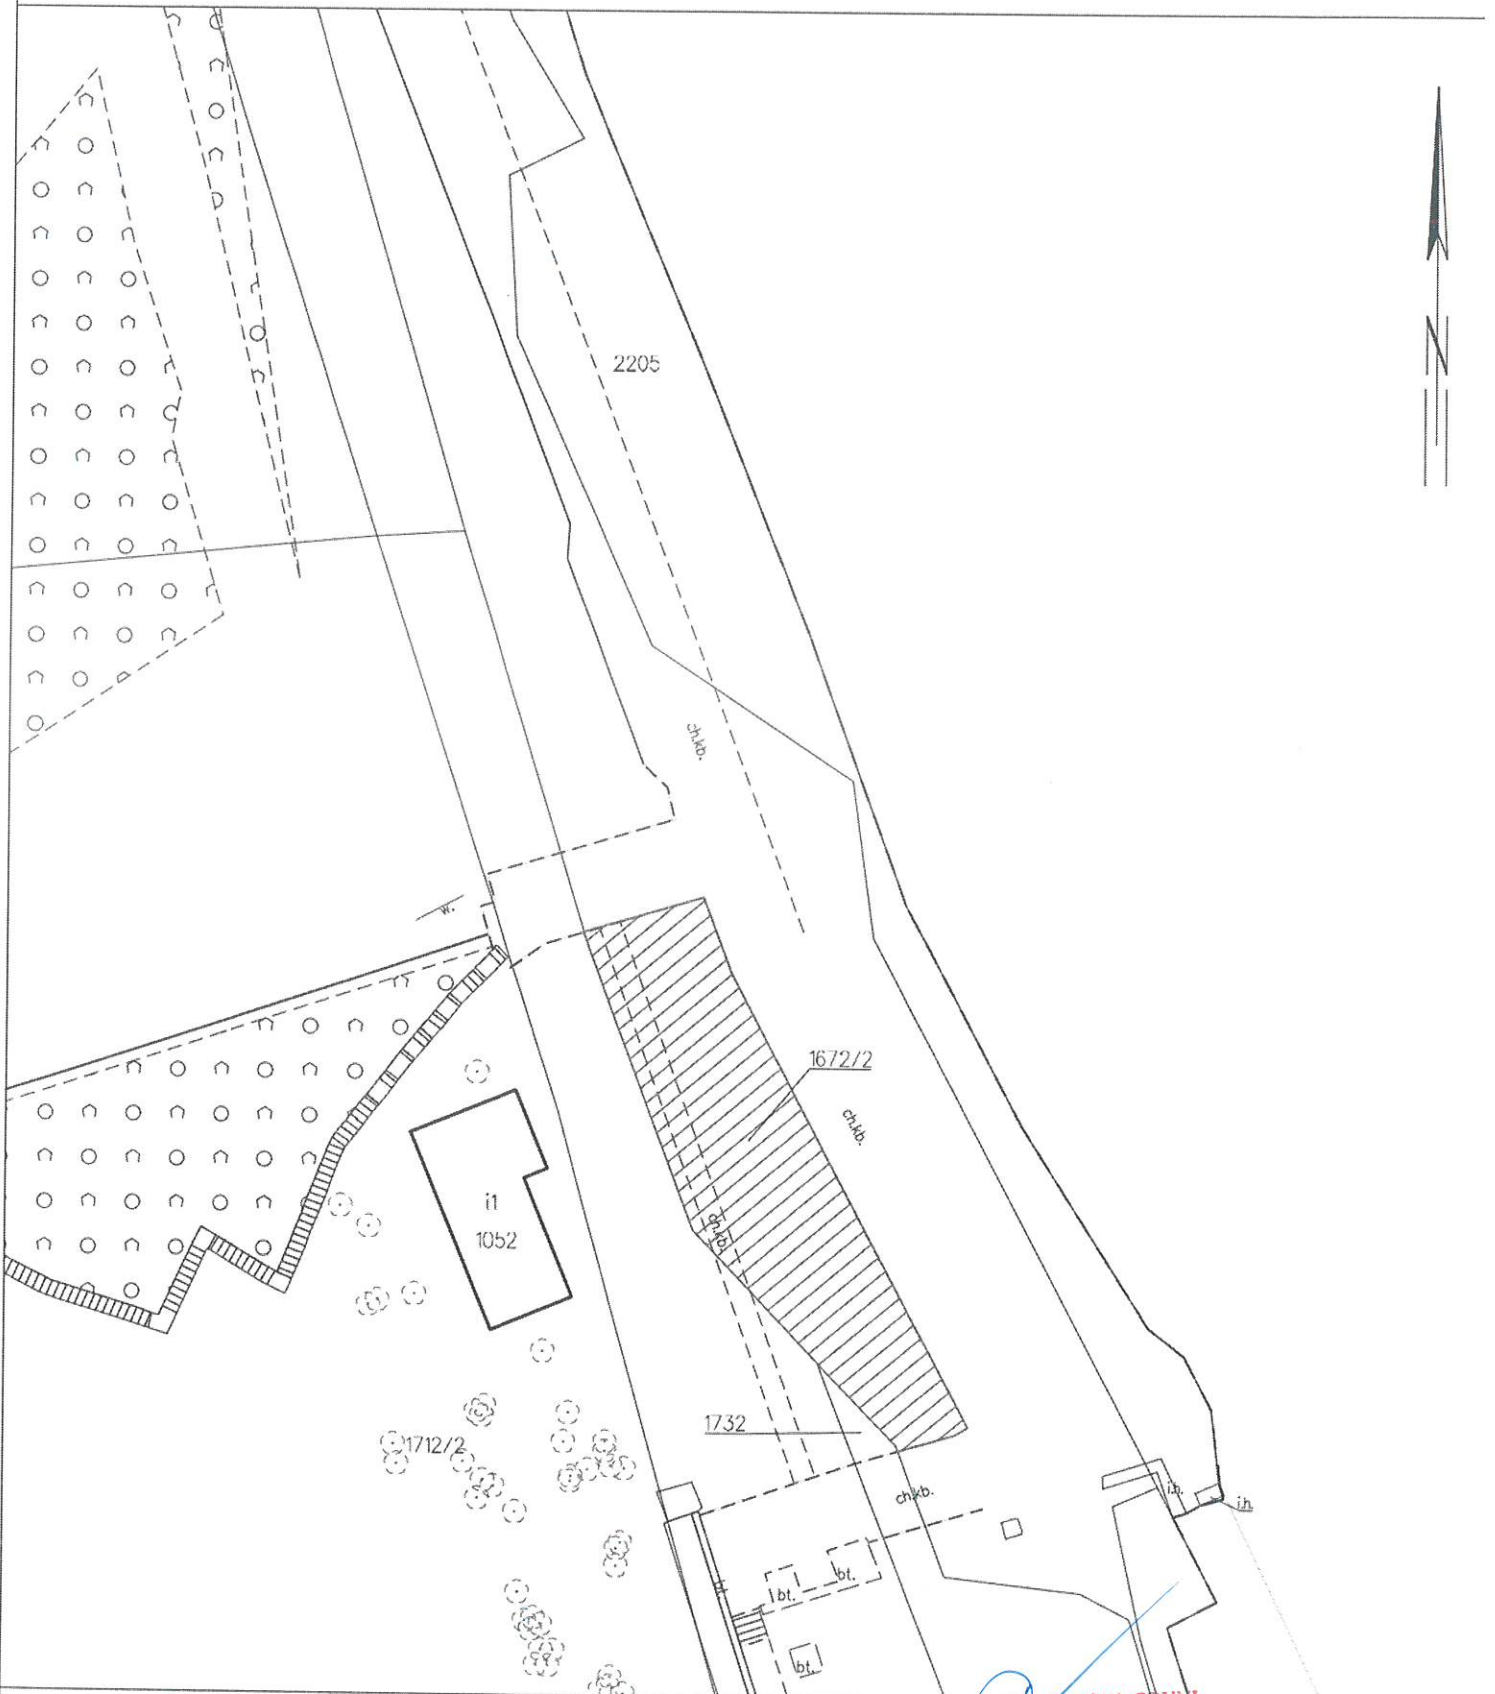 N
2205
ch.kb.
w.
1672/2
ch.kb.
i1
1052
ch.kb.
1732
1712/2
ch.kb.
i.h.
i.h.
bt.
bt.
bt.